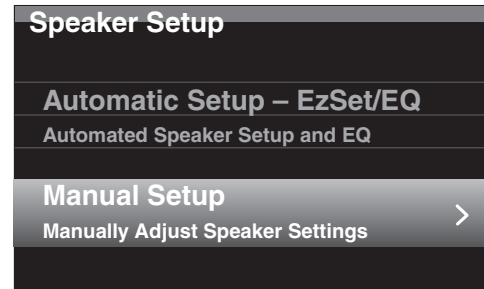 Speaker Setup
Automatic Setup – EzSet/EQ
Automated Speaker Setup and EQ
Manual Setup
Manually Adjust Speaker Settings